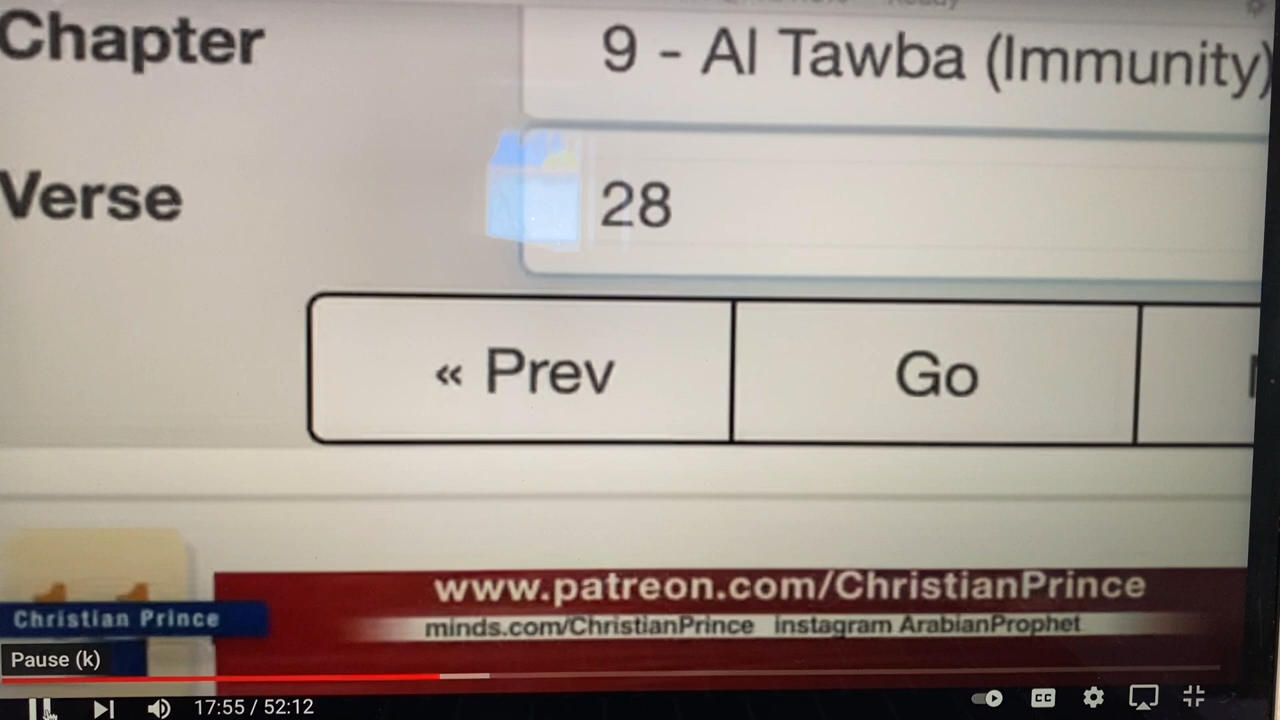 Chapter
9 - Al Tawba (Immunity)
Verse
28
« Prev
Go
www.patreon.com/ChristianPrince
Christian Prince
minds.com/ChristianPrince instagram ArabianProphet
Pause (k)
17:55 / 52:12
CC